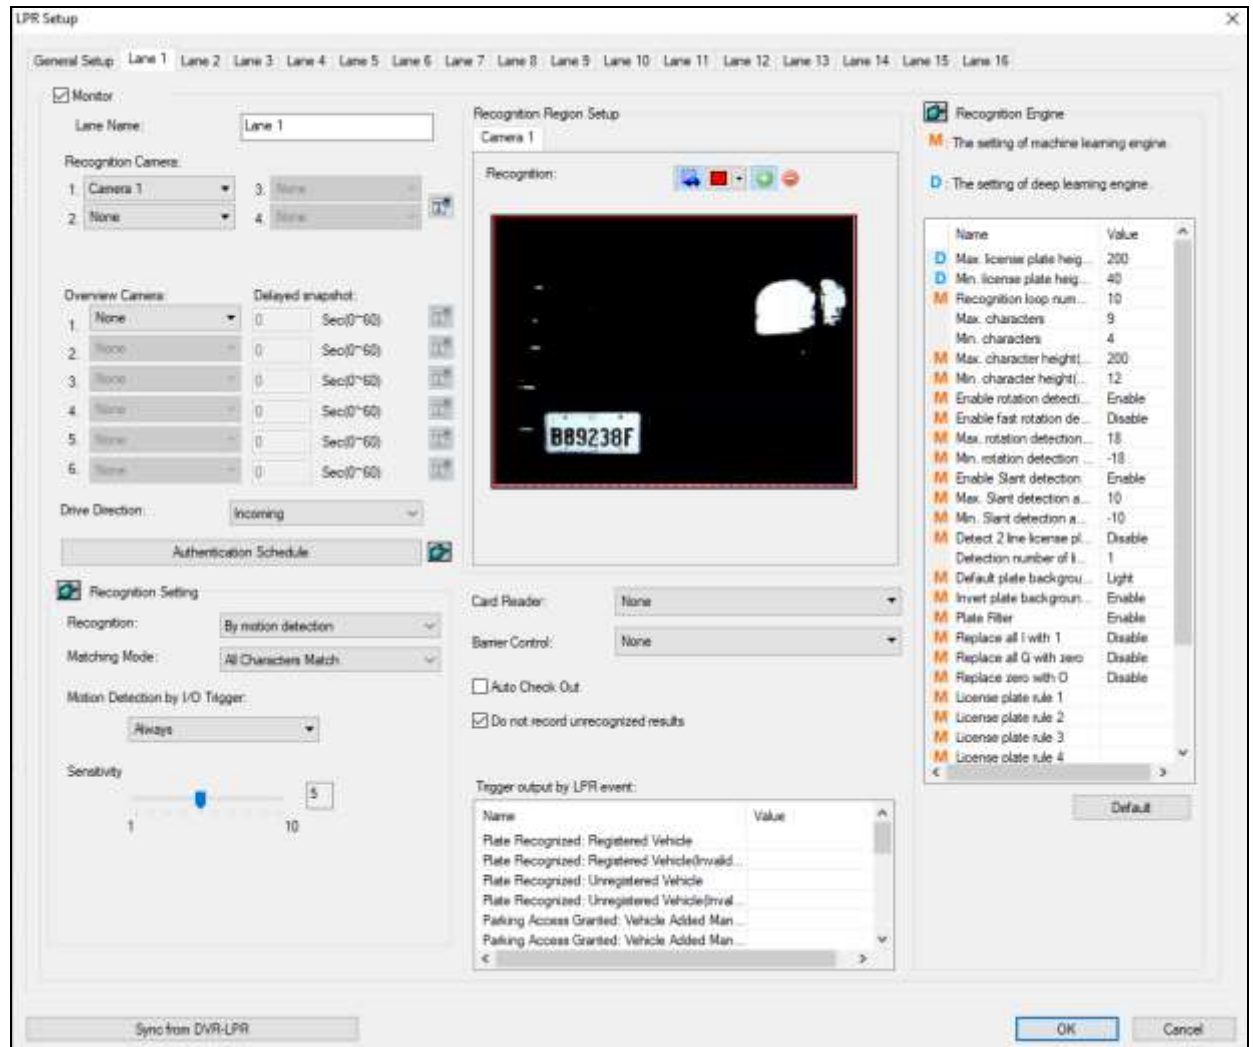 LPR Setup
General Setup Lane 1 Lane 2 Lane 3 Lane 4 Lane 5 Lane 6 Lane 7 Lane 8 Lane 9 Lane 10 Lane 11 Lane 12 Lane 13 Lane 14 Lane 15 Lane 16
Monitor
Lane Name: Lane 1
Recognition Camera:
1. Camera 1 3. None
2. None 4. None
Overview Camera: Delayed snapshot:
1. None 0 Sec(0~60)
2. None 0 Sec(0~60)
3. None 0 Sec(0~60)
4. None 0 Sec(0~60)
5. None 0 Sec(0~60)
6. None 0 Sec(0~60)
Drive Direction: Incoming
Authentication Schedule
Recognition Setting
Recognition: By motion detection
Matching Mode: All Characters Match
Motion Detection by I/O Trigger:
Always
Sensitivity
5
1 10
Recognition Region Setup
Camera 1
Recognition:
B89238F
Card Reader: None
Barrier Control: None
Auto Check Out
Do not record unrecognized results
Trigger output by LPR event:
Name Value
Plate Recognized: Registered Vehicle
Plate Recognized: Registered Vehicle(Invalid...
Plate Recognized: Unregistered Vehicle
Plate Recognized: Unregistered Vehicle(Inval...
Parking Access Granted: Vehicle Added Man...
Parking Access Granted: Vehicle Added Man...
Recognition Engine
M : The setting of machine learning engine.
D : The setting of deep learning engine.
Name Value
D Max. license plate heig... 200
D Min. license plate heig... 40
M Recognition loop num... 10
Max. characters 9
Min. characters 4
M Max. character height(... 200
M Min. character height(... 12
M Enable rotation detecti... Enable
M Enable fast rotation de... Disable
M Max. rotation detection... 18
M Min. rotation detection ... -18
M Enable Slant detection Enable
M Max. Slant detection a... 10
M Min. Slant detection a... -10
M Detect 2 line license pl... Disable
Detection number of li... 1
M Default plate backgrou... Light
M Invert plate backgroun... Enable
M Plate Filter Enable
M Replace all I with 1 Disable
M Replace all Q with zero Disable
M Replace zero with O Disable
M License plate rule 1
M License plate rule 2
M License plate rule 3
M License plate rule 4
Default
Sync from DVR-LPR
OK Cancel